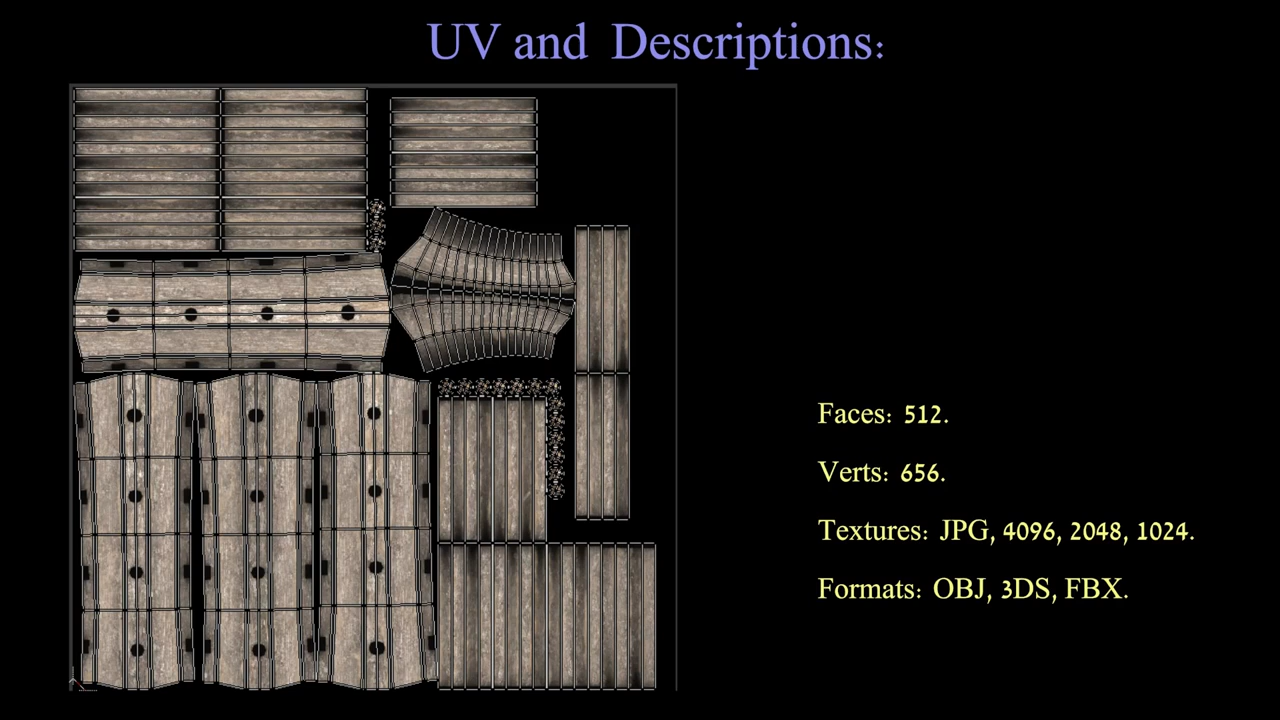 UV and Descriptions:
Faces: 512.
Verts: 656.
Textures: JPG, 4096, 2048, 1024.
Formats: OBJ, 3DS, FBX.